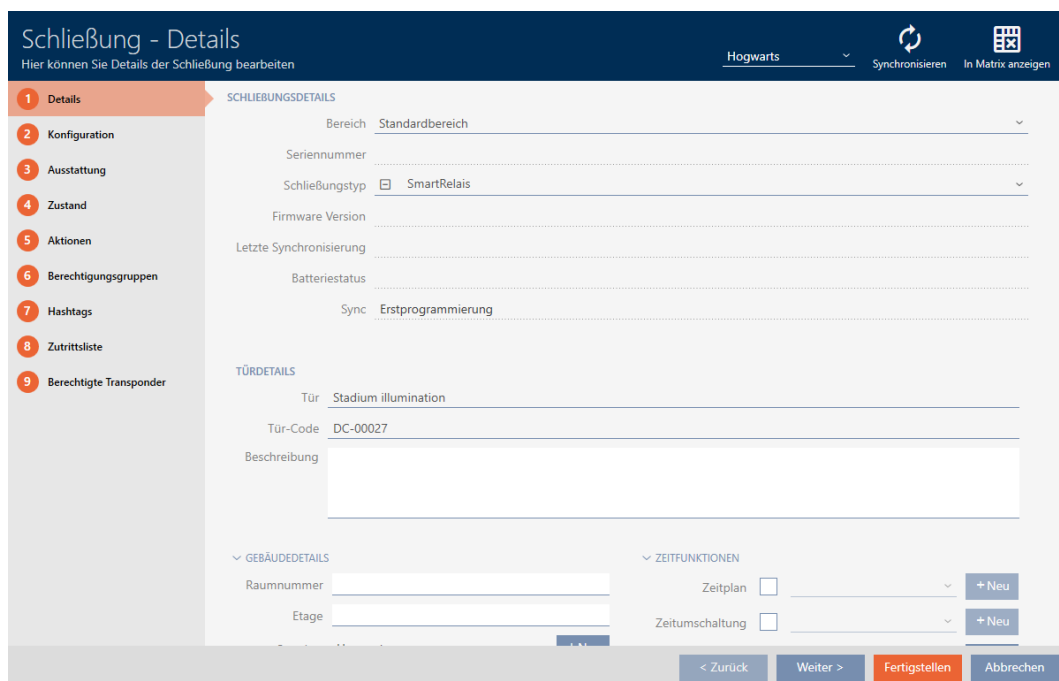 Schließung - Details
Hier können Sie Details der Schließung bearbeiten
Hogwarts
Synchronisieren
In Matrix anzeigen
1 Details
2 Konfiguration
3 Ausstattung
4 Zustand
5 Aktionen
6 Berechtigungsgruppen
7 Hashtags
8 Zutrittsliste
9 Berechtigte Transponder
SCHLIEßUNGSDETAILS
Bereich Standardbereich
Seriennummer
Schließungstyp SmartRelais
Firmware Version
Letzte Synchronisierung
Batteriestatus
Sync Erstprogrammierung
TÜRDETAILS
Tür Stadium illumination
Tür-Code DC-00027
Beschreibung
GEBÄUDEDETAILS
Raumnummer
Etage
ZEITFUNKTIONEN
Zeitplan + Neu
Zeitumschaltung + Neu
< Zurück
Weiter >
Fertigstellen
Abbrechen